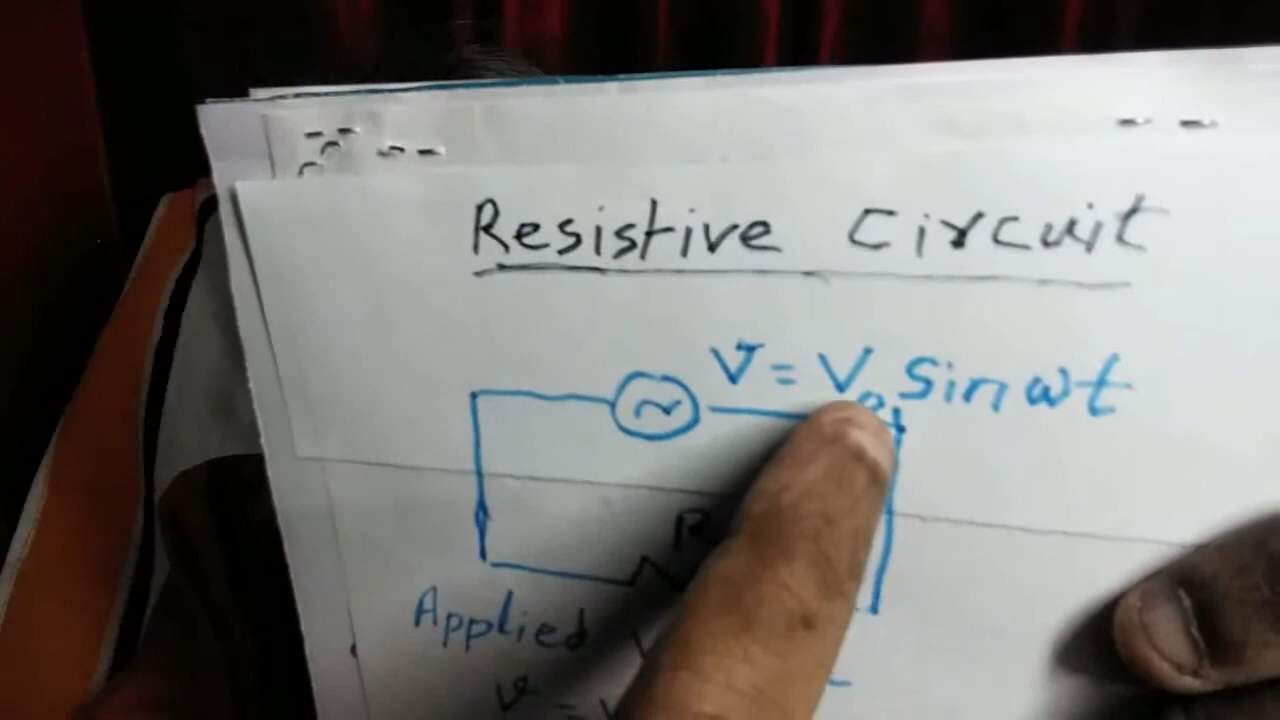 Resistive Circuit
V = V₀ Sin ωt
R
Applied
v =